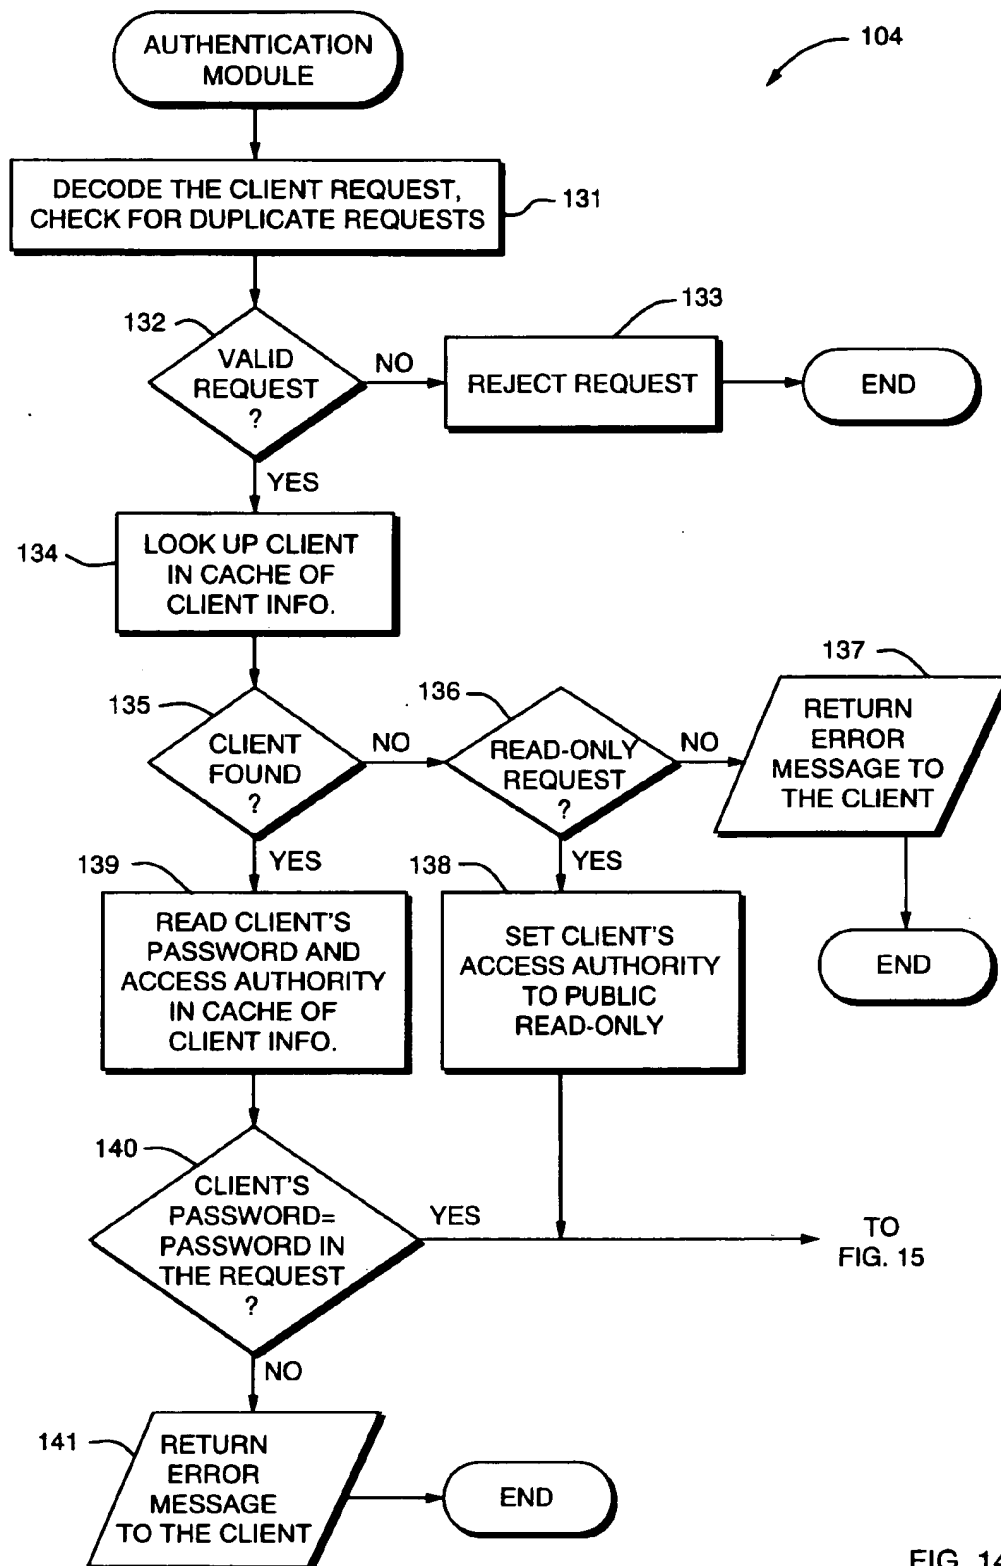 AUTHENTICATION
MODULE
104
DECODE THE CLIENT REQUEST,
CHECK FOR DUPLICATE REQUESTS
131
132
VALID
REQUEST
?
NO
133
REJECT REQUEST
END
YES
134
LOOK UP CLIENT
IN CACHE OF
CLIENT INFO.
135
CLIENT
FOUND
?
NO
136
READ-ONLY
REQUEST
?
NO
137
RETURN
ERROR
MESSAGE TO
THE CLIENT
END
YES
139
READ CLIENT'S
PASSWORD AND
ACCESS AUTHORITY
IN CACHE OF
CLIENT INFO.
YES
138
SET CLIENT'S
ACCESS AUTHORITY
TO PUBLIC
READ-ONLY
140
CLIENT'S
PASSWORD=
PASSWORD IN
THE REQUEST
?
YES
TO
FIG. 15
NO
141
RETURN
ERROR
MESSAGE
TO THE CLIENT
END
FIG. 14